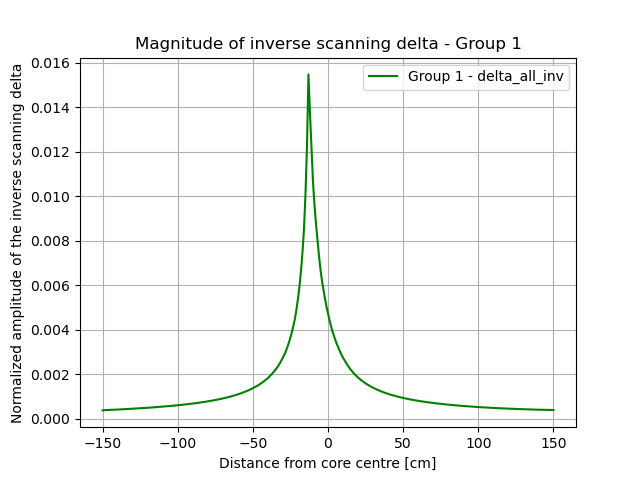 Magnitude of inverse scanning delta - Group 1
Group 1 - delta_all_inv
Normalized amplitude of the inverse scanning delta
0.016
0.014
0.012
0.010
0.008
0.006
0.004
0.002
0.000
−150 −100 −50 0 50 100 150
Distance from core centre [cm]